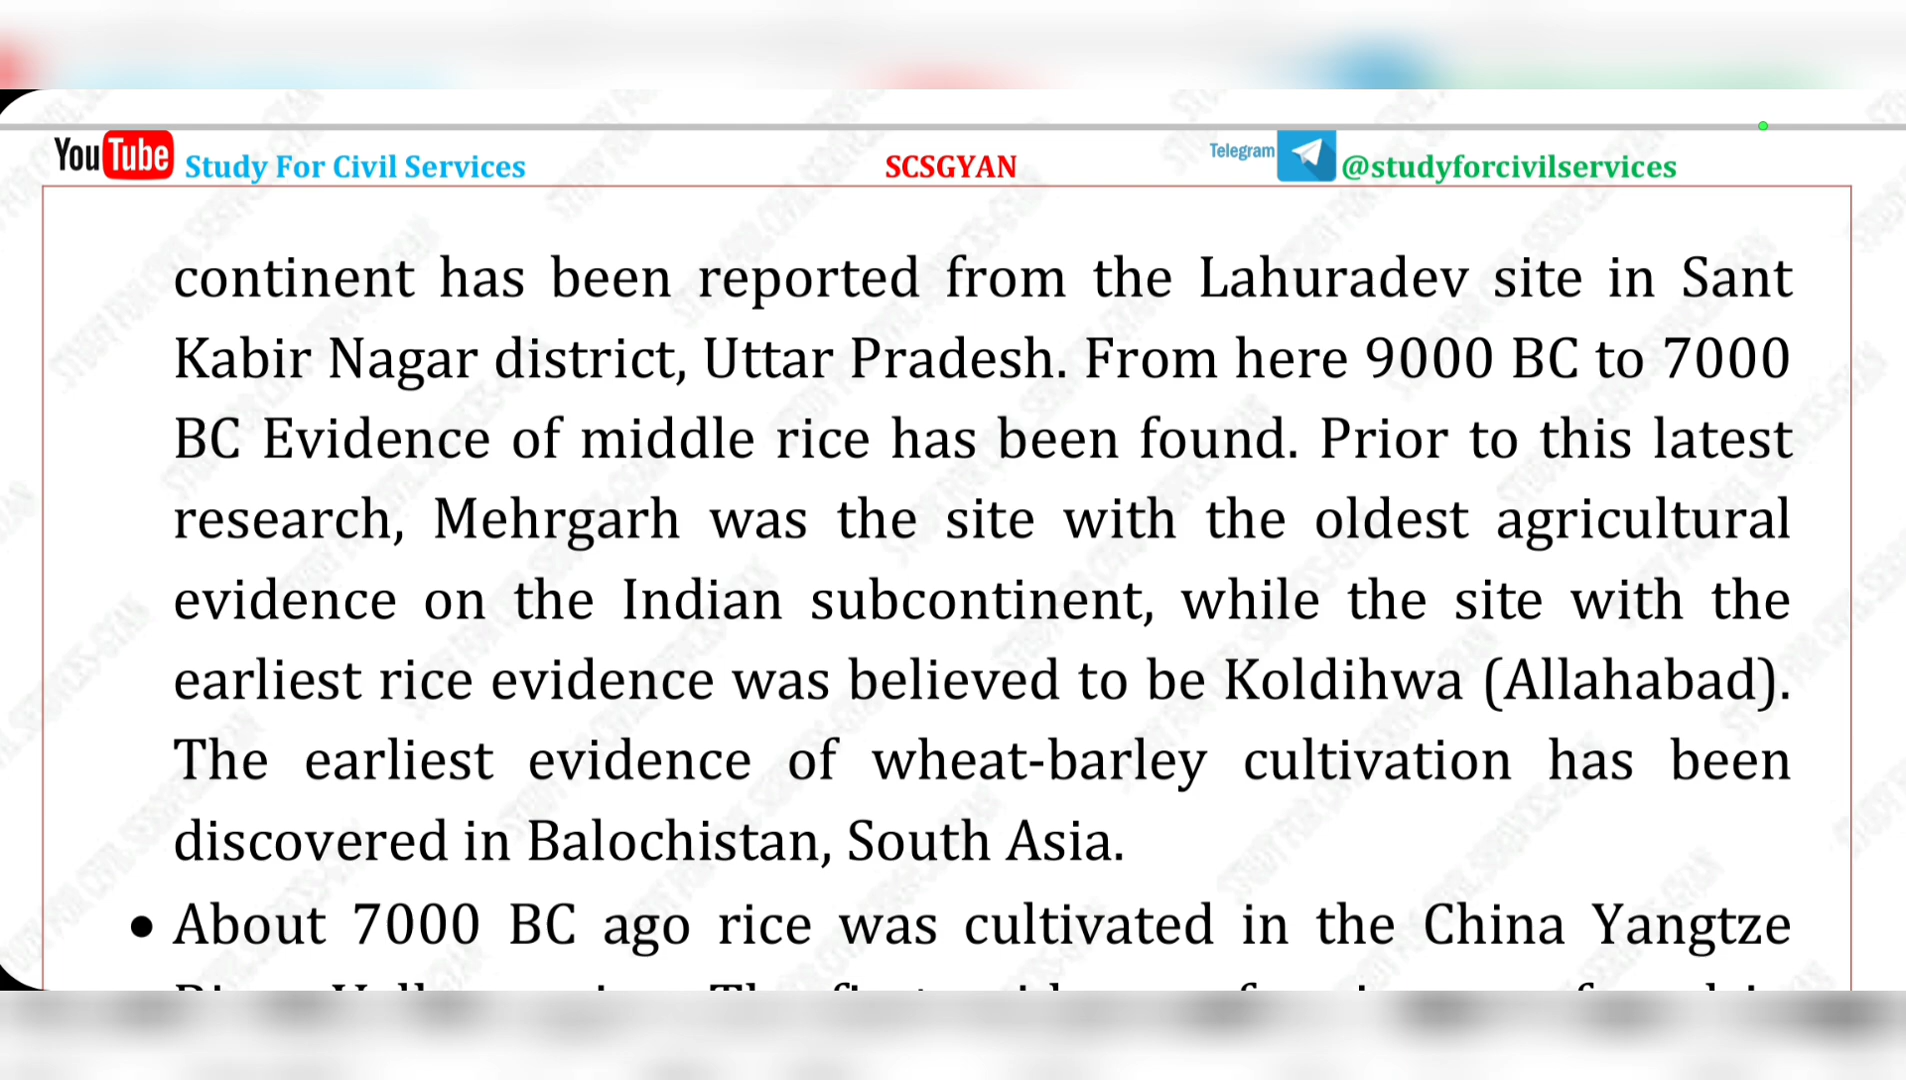 YouTube Study For Civil Services SCSGYAN Telegram @studyforcivilservices
continent has been reported from the Lahuradev site in Sant
Kabir Nagar district, Uttar Pradesh. From here 9000 BC to 7000
BC Evidence of middle rice has been found. Prior to this latest
research, Mehrgarh was the site with the oldest agricultural
evidence on the Indian subcontinent, while the site with the
earliest rice evidence was believed to be Koldihwa (Allahabad).
The earliest evidence of wheat-barley cultivation has been
discovered in Balochistan, South Asia.
• About 7000 BC ago rice was cultivated in the China Yangtze